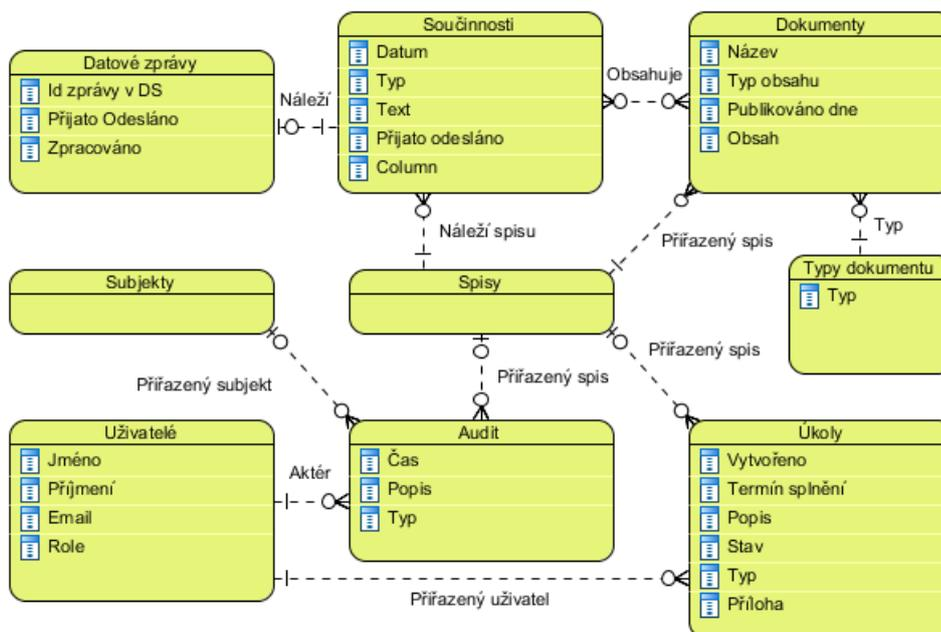 Datové zprávy
Id zprávy v DS
Přijato Odesláno
Zpracováno
Náleží
Součinnosti
Datum
Typ
Text
Přijato odesláno
Column
Obsahuje
Dokumenty
Název
Typ obsahu
Publikováno dne
Obsah
Náleží spisu
Přiřazený spis
Typ
Typy dokumentu
Typ
Subjekty
Spisy
Přiřazený subjekt
Přiřazený spis
Přiřazený spis
Uživatelé
Jméno
Příjmení
Email
Role
Aktér
Audit
Čas
Popis
Typ
Úkoly
Vytvořeno
Termín splnění
Popis
Stav
Typ
Příloha
Přiřazený uživatel